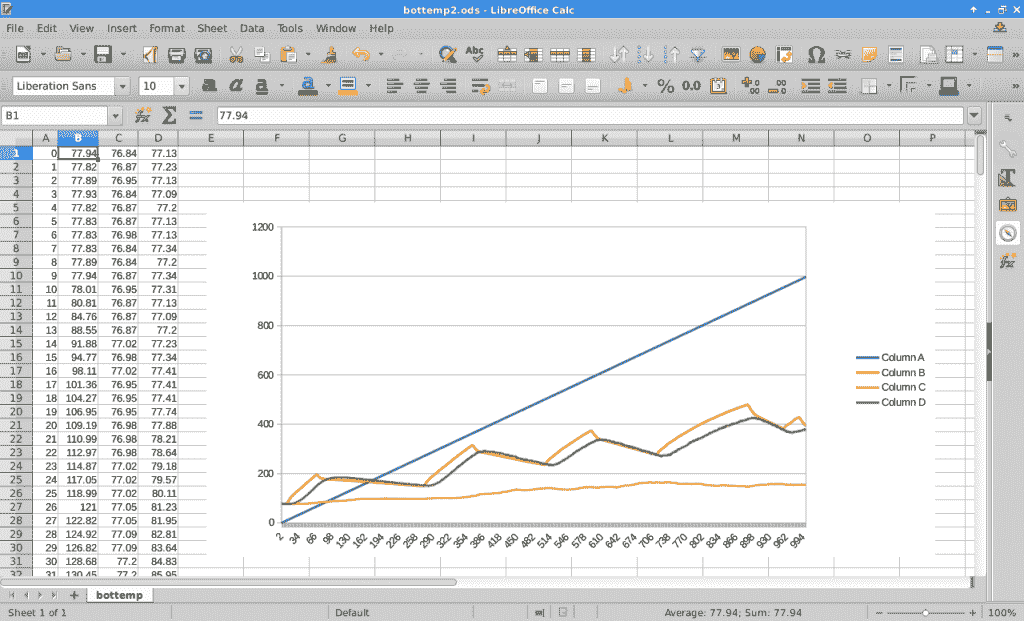 bottemp2.ods - LibreOffice Calc
File Edit View Insert Format Sheet Data Tools Window Help
Abc
Liberation Sans 10 % 0.0
B1 77.94
A B C D E F G H I J K L M N O P
1 0 77.94 76.84 77.13
2 1 77.82 76.87 77.23
3 2 77.89 76.95 77.13
4 3 77.93 76.84 77.09
5 4 77.82 76.87 77.2
6 5 77.83 76.87 77.13
7 6 77.83 76.98 77.13
8 7 77.83 76.84 77.34
9 8 77.89 76.84 77.2
10 9 77.94 76.87 77.34
11 10 78.01 76.95 77.31
12 11 80.81 76.87 77.13
13 12 84.76 76.87 77.09
14 13 88.55 76.87 77.2
15 14 91.88 77.02 77.23
16 15 94.77 76.98 77.34
17 16 98.11 77.02 77.41
18 17 101.36 76.95 77.41
19 18 104.27 76.95 77.41
20 19 106.95 76.95 77.74
21 20 109.19 76.98 77.88
22 21 110.99 76.98 78.21
23 22 112.97 76.98 78.64
24 23 114.87 77.02 79.18
25 24 117.05 77.02 79.57
26 25 118.99 77.02 80.11
27 26 121 77.05 81.23
28 27 122.82 77.05 81.95
29 28 124.92 77.09 82.81
30 29 126.82 77.09 83.64
31 30 128.68 77.2 84.83
32 31 130.45 77.2 85.95
1200
1000
800
600
400
200
0
2 34 66 98 130 162 194 226 258 290 322 354 386 418 450 482 514 546 578 610 642 674 706 738 770 802 834 866 898 930 962 994
Column A
Column B
Column C
Column D
bottemp
Sheet 1 of 1 Default Average: 77.94; Sum: 77.94 100%